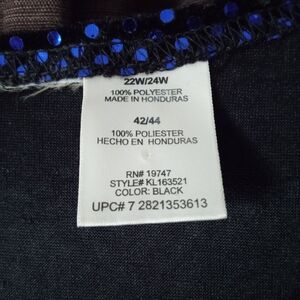 22W/24W
100% POLYESTER
MADE IN HONDURAS
42/44
100% POLIESTER
HECHO EN HONDURAS
RN# 19747
STYLE# KL163521
COLOR: BLACK
UPC# 7 2821353613